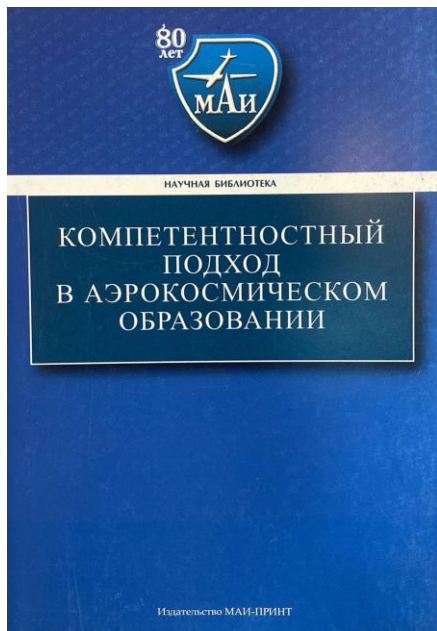 80
лет
МАИ
НАУЧНАЯ БИБЛИОТЕКА
КОМПЕТЕНТНОСТНЫЙ
ПОДХОД
В АЭРОКОСМИЧЕСКОМ
ОБРАЗОВАНИИ
Издательство МАИ-ПРИНТ